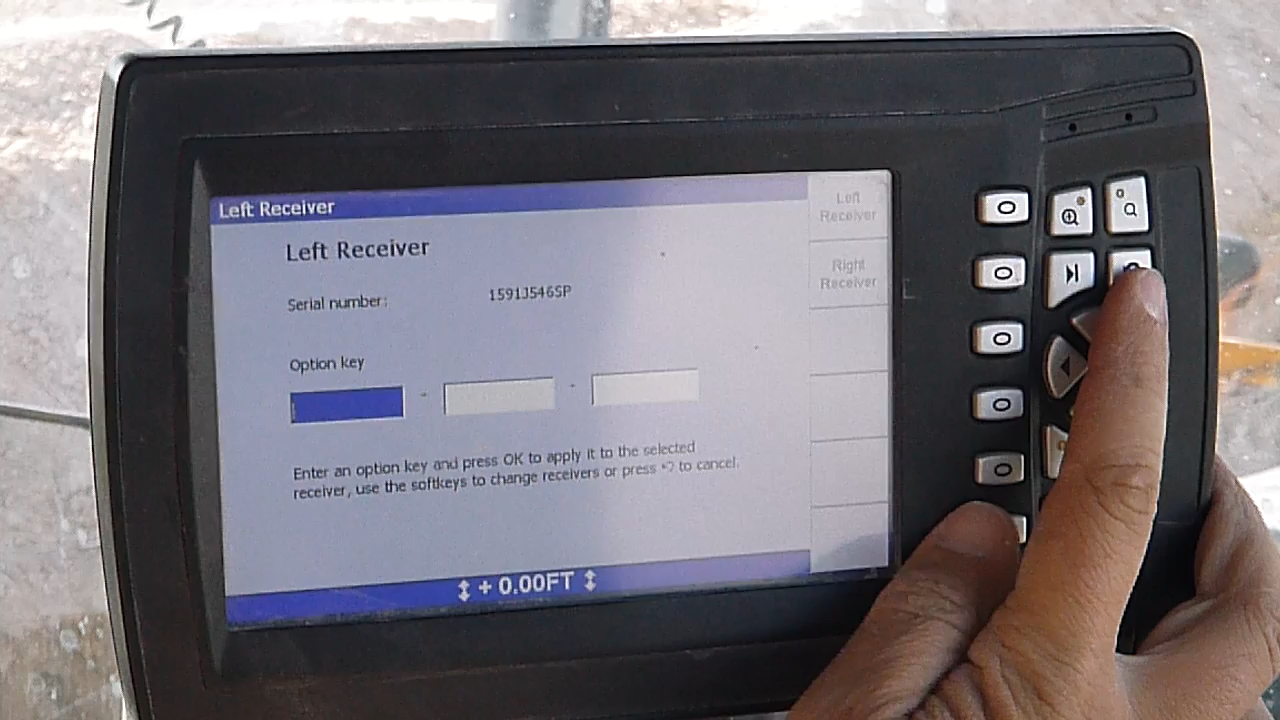 Left Receiver
Left Receiver
Left Receiver
Serial number: 1591J546SP
Right Receiver
Option key
- -
Enter an option key and press OK to apply it to the selected
receiver, use the softkeys to change receivers or press to cancel.
+ 0.00FT